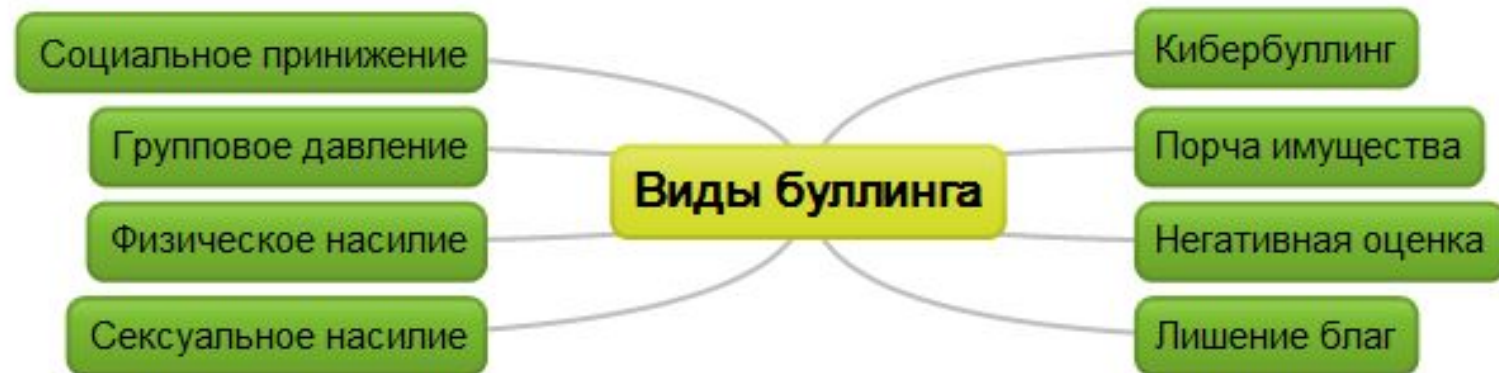 Социальное принижение
Групповое давление
Физическое насилие
Сексуальное насилие
Виды буллинга
Кибербуллинг
Порча имущества
Негативная оценка
Лишение благ